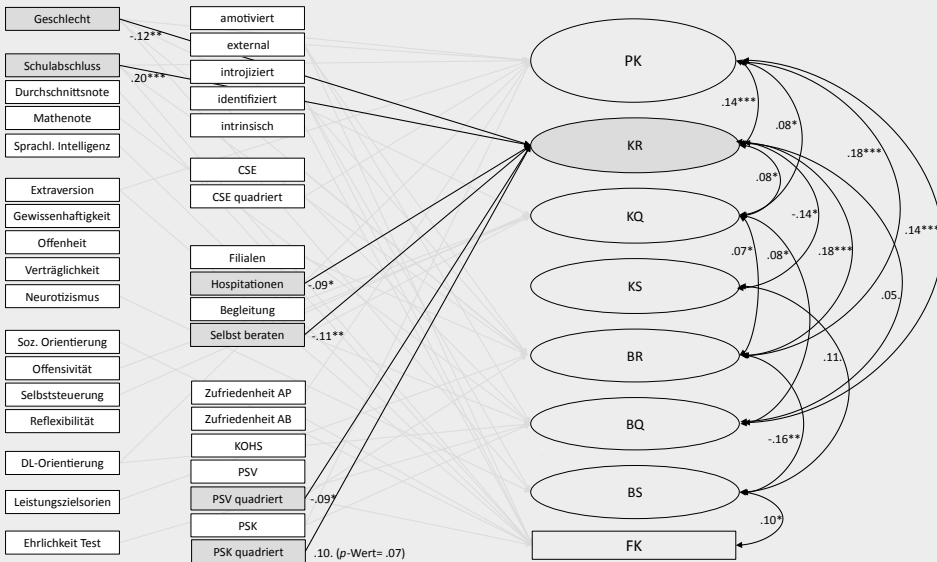 Geschlecht
Schulabschluss
Durchschnittsnote
Mathenote
Sprachl. Intelligenz
Extraversion
Gewissenhaftigkeit
Offenheit
Verträglichkeit
Neurotizismus
Soz. Orientierung
Offensivität
Selbststeuerung
Reflexibilität
DL-Orientierung
Leistungszielsorien
Ehrlichkeit Test
-.12**
.20***
amotiviert
external
introjiziert
identifiziert
intrinsisch
CSE
CSE quadriert
Filialen
Hospitationen
Begleitung
Selbst beraten
Zufriedenheit AP
Zufriedenheit AB
KOHS
PSV
PSV quadriert
PSK
PSK quadriert
-.09*
-.11**
-.09*
.10. (p-Wert= .07)
PK
KR
KQ
KS
BR
BQ
BS
FK
.14***
.08*
.18***
.14***
.08*
-.14*
.07*
.08*
.18***
.05.
.11.
-.16**
.10*